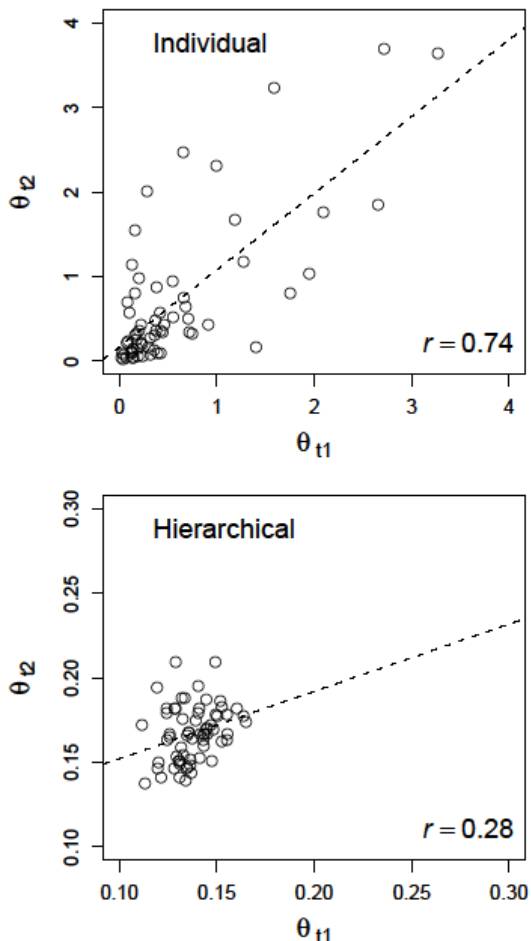 Individual
4
3
2
1
0
θt2
r = 0.74
0 1 2 3 4
θt1
Hierarchical
0.30
0.25
0.20
0.15
0.10
θt2
r = 0.28
0.10 0.15 0.20 0.25 0.30
θt1